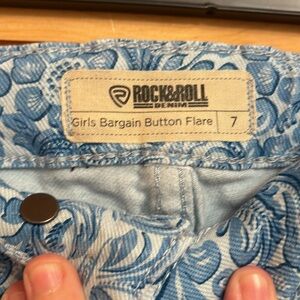 ROCK&ROLL
DENIM
Girls Bargain Button Flare 7